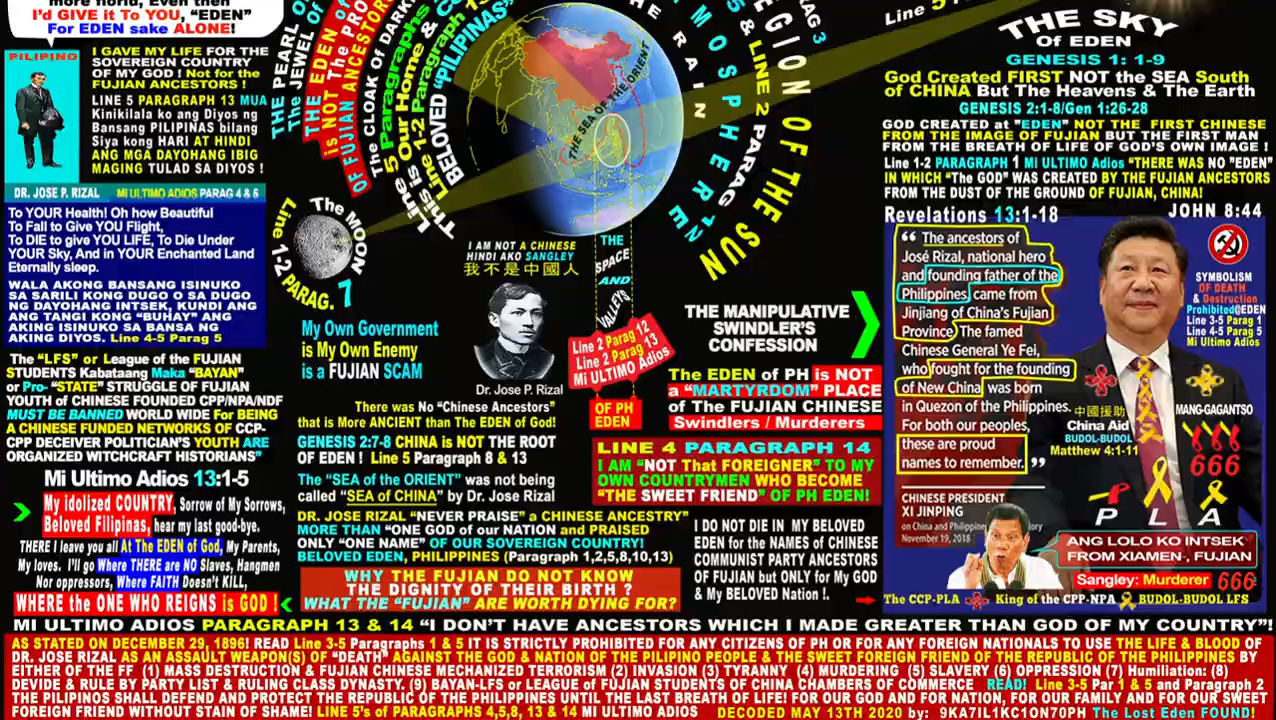 more florid, Even then
I'd GIVE it To YOU, "EDEN"
For EDEN sake ALONE!
PILIPINO
I GAVE MY LIFE FOR THE
SOVEREIGN COUNTRY
OF MY GOD ! Not for the
FUJIAN ANCESTORS !
LINE 5 PARAGRAPH 13 MUA
Kinikilala ko ang Diyos ng
Bansang PILIPINAS bilang
Siya kong HARI AT HINDI
ANG MGA DAYOHANG IBIG
MAGING TULAD SA DIYOS !
DR. JOSE P. RIZAL MI ULTIMO ADIOS PARAG 4 & 6
To YOUR Health! Oh how Beautiful
To Fall to Give YOU Flight,
To DIE to give YOU LIFE, To Die Under
YOUR Sky, And in YOUR Enchanted Land
Eternally sleep.
WALA AKONG BANSANG ISINUKO
SA SARILI KONG DUGO O SA DUGO
NG DAYOHANG INTSEK, KUNDI ANG
ANG TANGI KONG "BUHAY" ANG
AKING ISINUKO SA BANSA NG
AKING DIYOS. Line 4-5 Parag 5
The "LFS" or League of the FUJIAN
STUDENTS Kabataang Maka "BAYAN"
or Pro- "STATE" STRUGGLE OF FUJIAN
YOUTH of CHINESE FOUNDED CPP/NPA/NDF
MUST BE BANNED WORLD WIDE For BEING
A CHINESE FUNDED NETWORKS OF CCP-
CPP DECEIVER POLITICIAN'S YOUTH ARE
ORGANIZED WITCHCRAFT HISTORIANS"
Mi Ultimo Adios 13:1-5
My idolized COUNTRY, Sorrow of My Sorrows,
Beloved Filipinas, hear my last good-bye.
THERE I leave you all At The EDEN of God, My Parents,
My loves. I'll go Where THERE are NO Slaves, Hangmen
Nor oppressors, Where FAITH Doesn't KILL,
WHERE the ONE WHO REIGNS is GOD !
THE PEARL OF
The JEWEL OF
THE EDEN of
is NOT The PRO
OF FUJIAN ANCESTORS
The CLOAK of DARK
Line 5 Paragraphs
This is Our Home & C
Line 1-2 Paragraph 1
BELOVED "PILIPINAS"
THE SEA OF THE ORIENT
THE RAIN
REGION OF THE SUN
5 & LINE 2 PARAG
PARAG 3
Line 5
The MOON
Line 1-2 PARAG. 7
I AM NOT A CHINESE
HINDI AKO SANGLEY
我不是中國人
Dr. Jose P. Rizal
THE
SPACE
AND
VALLEYS
Line 2 Parag 12
Line 2 Parag 13
Mi ULTIMO Adios
OF PH
EDEN
My Own Government
is My Own Enemy
is a FUJIAN SCAM
There was No "Chinese Ancestors"
that is More ANCIENT than The EDEN of God!
GENESIS 2:7-8 CHINA is NOT THE ROOT
OF EDEN ! Line 5 Paragraph 8 & 13
The "SEA of the ORIENT" was not being
called "SEA of CHINA" by Dr. Jose Rizal
DR. JOSE RIZAL "NEVER PRAISE" a CHINESE ANCESTRY"
MORE THAN "ONE GOD of our NATION and PRAISED
ONLY "ONE NAME" OF OUR SOVEREIGN COUNTRY!
BELOVED EDEN, PHILIPPINES (Paragraph 1,2,5,8,10,13)
WHY THE FUJIAN DO NOT KNOW
THE DIGNITY OF THEIR BIRTH ?
WHAT THE "FUJIAN" ARE WORTH DYING FOR?
THE MANIPULATIVE
SWINDLER'S
CONFESSION
The EDEN of PH is NOT
a "MARTYRDOM" PLACE
of The FUJIAN CHINESE
Swindlers / Murderers
LINE 4 PARAGRAPH 14
I AM "NOT That FOREIGNER" TO MY
OWN COUNTRYMEN WHO BECOME
"THE SWEET FRIEND" OF PH EDEN!
I DO NOT DIE IN MY BELOVED
EDEN for the NAMES of CHINESE
COMMUNIST PARTY ANCESTORS
OF FUJIAN but ONLY for My GOD
& My BELOVED Nation !.
THE SKY
Of EDEN
GENESIS 1: 1-9
God Created FIRST NOT the SEA South
of CHINA But The Heavens & The Earth
GENESIS 2:1-8/Gen 1:26-28
GOD CREATED at "EDEN" NOT THE FIRST CHINESE
FROM THE IMAGE OF FUJIAN BUT THE FIRST MAN
FROM THE BREATH OF LIFE OF GOD'S OWN IMAGE !
Line 1-2 PARAGRAPH 1 Mi ULTIMO Adios "THERE WAS NO "EDEN"
IN WHICH "The GOD" WAS CREATED BY THE FUJIAN ANCESTORS
FROM THE DUST OF THE GROUND OF FUJIAN, CHINA!
Revelations 13:1-18 JOHN 8:44
“ The ancestors of
José Rizal, national hero
and founding father of the
Philippines, came from
Jinjiang of China's Fujian
Province. The famed
Chinese General Ye Fei,
who fought for the founding
of New China, was born
in Quezon of the Philippines.
For both our peoples,
these are proud
names to remember. ”
CHINESE PRESIDENT
XI JINPING
on China and Philippine
November 19, 2018
SYMBOLISM
OF DEATH
& Destruction
Prohibited@EDEN
Line 3-5 Parag 1
Line 4-5 Parag 5
Mi Ultimo Adios
中國援助
China Aid
BUDOL-BUDOL
Matthew 4:1-11
MANG-GAGANTSO
666
P L A
ANG LOLO KO INTSEK
FROM XIAMEN , FUJIAN
Sangley: Murderer 666
The CCP-PLA King of the CPP-NPA BUDOL-BUDOL LFS
MI ULTIMO ADIOS PARAGRAPH 13 & 14 “I DON'T HAVE ANCESTORS WHICH I MADE GREATER THAN GOD OF MY COUNTRY”!
AS STATED ON DECEMBER 29, 1896! READ Line 3-5 Paragraphs 1 & 5 IT IS STRICTLY PROHIBITED FOR ANY CITIZENS OF PH OR FOR ANY FOREIGN NATIONALS TO USE THE LIFE & BLOOD OF
DR. JOSE RIZAL AS AN ASSAULT WEAPON(S) OF "DEATH" AGAINST THE GOD & NATION OF THE PILIPINO PEOPLE & THE SWEET FOREIGN FRIEND OF THE REPUBLIC OF THE PHILIPPINES BY
EITHER OF THE FF (1) MASS DESTRUCTION & FUJIAN CHINESE MECHANIZED TERRORISM (2) INVASION (3) TYRANNY (4) MURDERING (5) SLAVERY (6) OPPRESSION (7) Humiliation: (8)
DEVIDE & RULE BY PARTY LIST & RULING CLASS DYNASTY. (9) BAYAN-LFS or LEAGUE of FUJIAN STUDENTS OF CHINA CHAMBERS OF COMMERCE READ! Line 3-5 Par 1 & 5 and Paragraph 2
THE PILIPINOS SHALL DEFEND AND PROTECT THE REPUBLIC OF THE PHILIPPINES UNTIL THE LAST BREATH OF LIFE! FOR OUR GOD AND FOR NATION, FOR OUR FAMILY AND FOR OUR SWEET
FOREIGN FRIEND WITHOUT STAIN OF SHAME! LINE 5's OF PARAGRAPHS 4,5,8, 13 & 14 MI ULTIMO ADIOS DECODED MAY 13TH 2020 by: 9KA7IL1KC1ON70PH The Lost Eden FOUND!